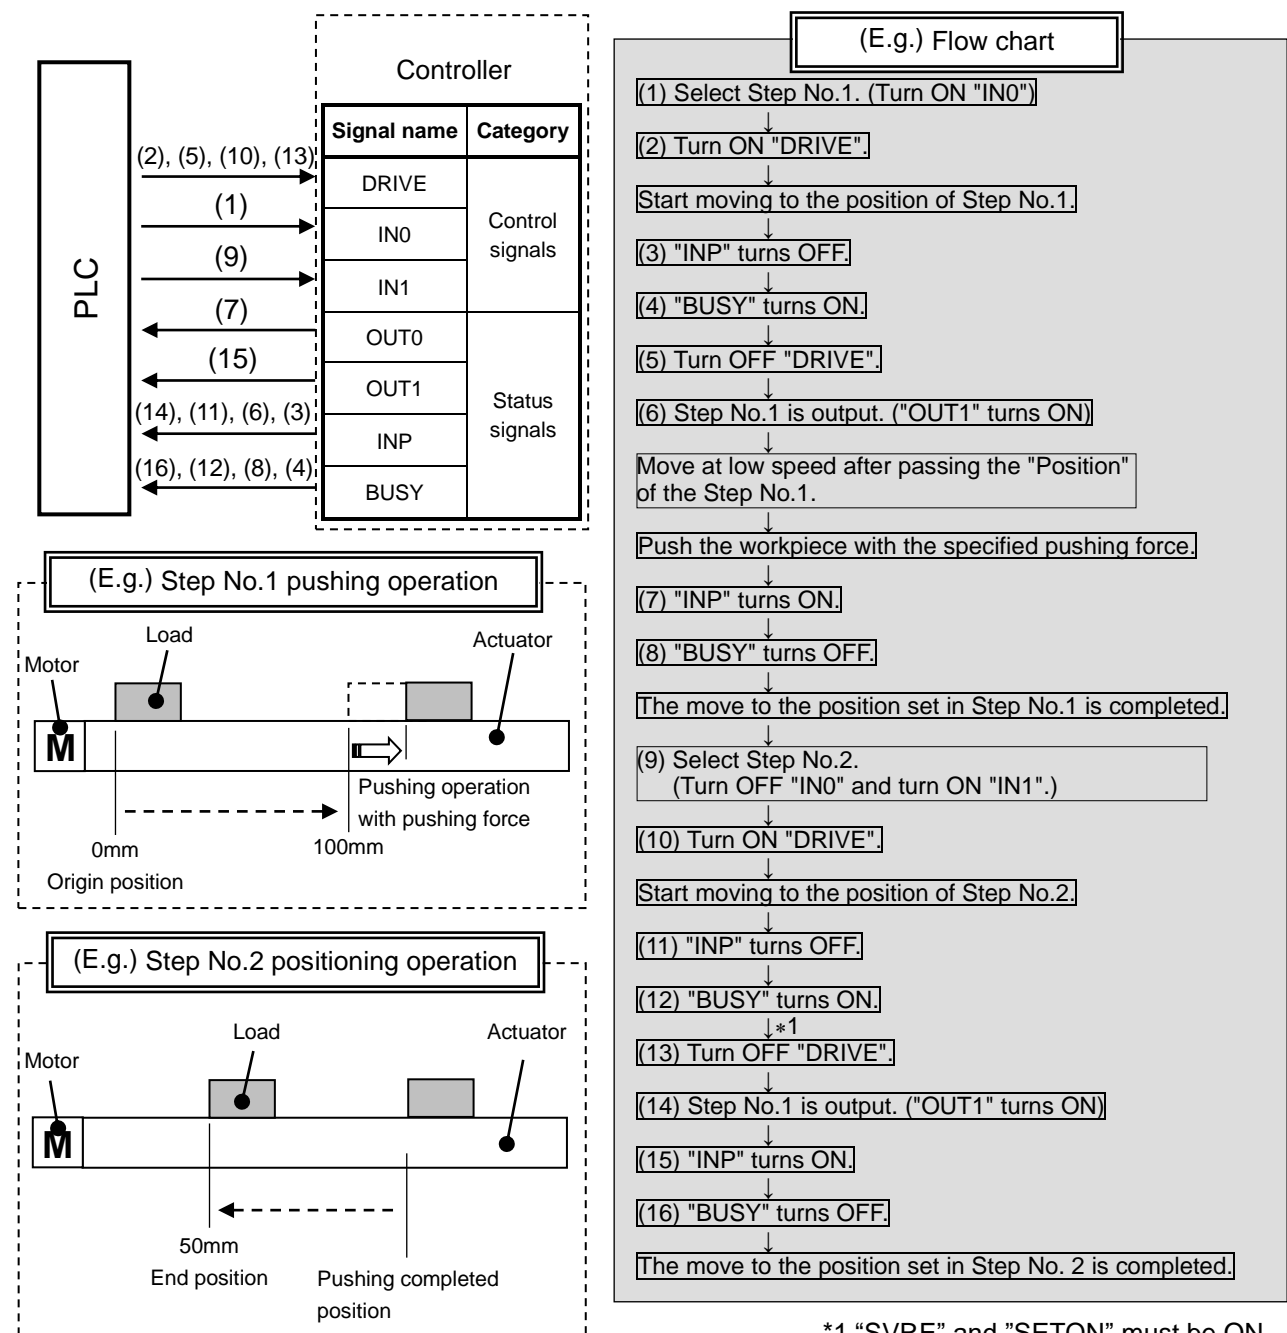 Controller
PLC
Signal name Category
DRIVE
IN0
IN1
Control
signals
OUT0
OUT1
INP
BUSY
Status
signals
(2), (5), (10), (13)
(1)
(9)
(7)
(15)
(14), (11), (6), (3)
(16), (12), (8), (4)
(E.g.) Step No.1 pushing operation
Load
Actuator
Motor
M
Pushing operation
with pushing force
0mm
100mm
Origin position
(E.g.) Step No.2 positioning operation
Load
Actuator
Motor
M
50mm
End position
Pushing completed
position
(E.g.) Flow chart
(1) Select Step No.1. (Turn ON "IN0")
↓
(2) Turn ON "DRIVE".
↓
Start moving to the position of Step No.1.
↓
(3) "INP" turns OFF.
↓
(4) "BUSY" turns ON.
↓
(5) Turn OFF "DRIVE".
↓
(6) Step No.1 is output. ("OUT1" turns ON)
↓
Move at low speed after passing the "Position"
of the Step No.1.
↓
Push the workpiece with the specified pushing force.
↓
(7) "INP" turns ON.
↓
(8) "BUSY" turns OFF.
↓
The move to the position set in Step No.1 is completed.
↓
(9) Select Step No.2.
(Turn OFF "IN0" and turn ON "IN1".)
↓
(10) Turn ON "DRIVE".
↓
Start moving to the position of Step No.2.
↓
(11) "INP" turns OFF.
↓
(12) "BUSY" turns ON.
↓*1
(13) Turn OFF "DRIVE".
↓
(14) Step No.1 is output. ("OUT1" turns ON)
↓
(15) "INP" turns ON.
↓
(16) "BUSY" turns OFF.
↓
The move to the position set in Step No. 2 is completed.
*1 “SVRE” and ”SETON” must be ON